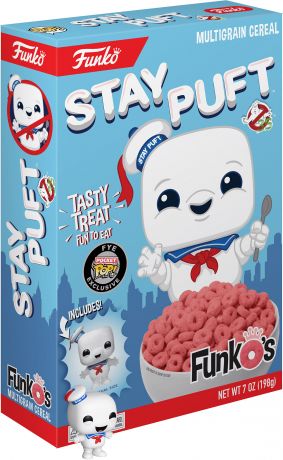 Funko
Funko
MULTIGRAIN CEREAL
STAY PUFT
STAY PUFT
TASTY
TREAT
FUN TO EAT
FYE
POCKET
POP!
EXCLUSIVE
INCLUDES!
STAY PUFT
FunkO's
MULTIGRAIN CEREAL
FunkO's
NET WT 7 OZ (198g)